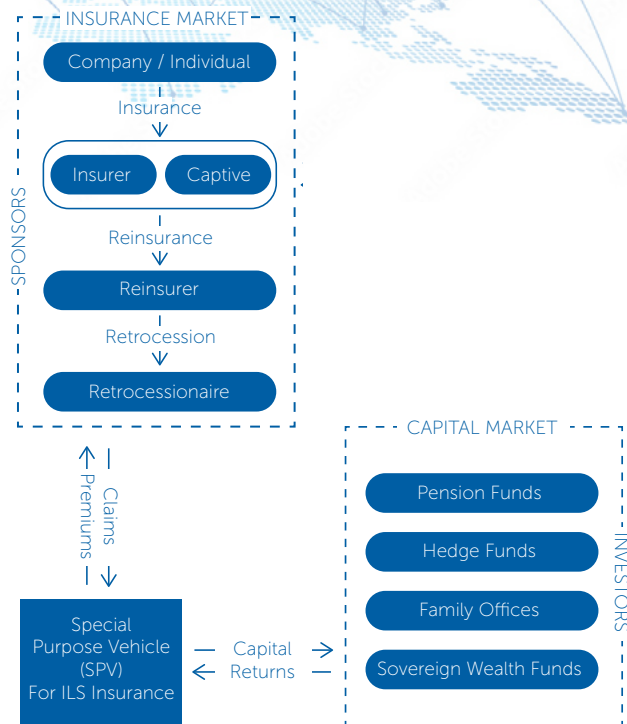 INSURANCE MARKET
Company / Individual
Insurance
Insurer
Captive
Reinsurance
Reinsurer
Retrocession
Retrocessionaire
SPONSORS
Premiums
Claims
Special
Purpose Vehicle
(SPV)
For ILS Insurance
Capital
Returns
CAPITAL MARKET
Pension Funds
Hedge Funds
Family Offices
Sovereign Wealth Funds
INVESTORS